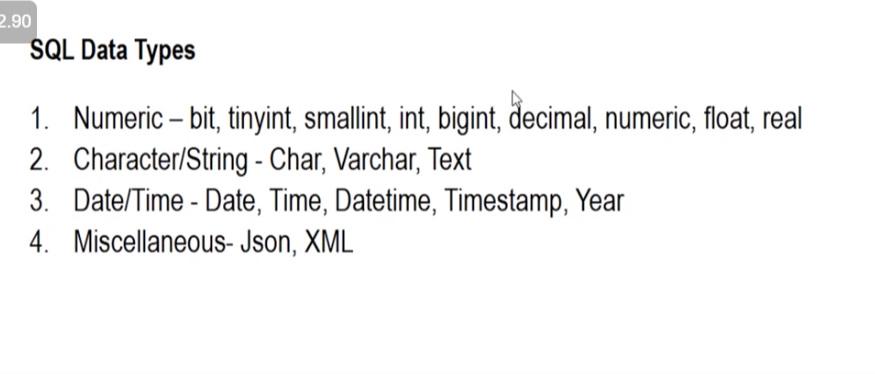 2.90
SQL Data Types
1. Numeric – bit, tinyint, smallint, int, bigint, decimal, numeric, float, real
2. Character/String - Char, Varchar, Text
3. Date/Time - Date, Time, Datetime, Timestamp, Year
4. Miscellaneous- Json, XML